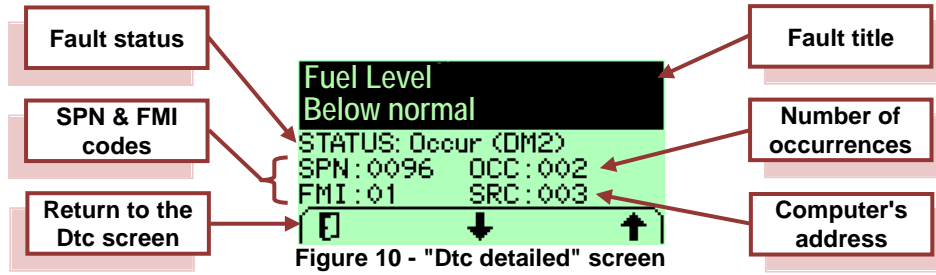 Fault status
Fault title
Fuel Level
Below normal
SPN & FMI
codes
Number of
occurrences
STATUS: Occur (DM2)
SPN:0096 OCC:002
FMI:01 SRC:003
Return to the
Dtc screen
Computer's
address
Figure 10 - "Dtc detailed" screen